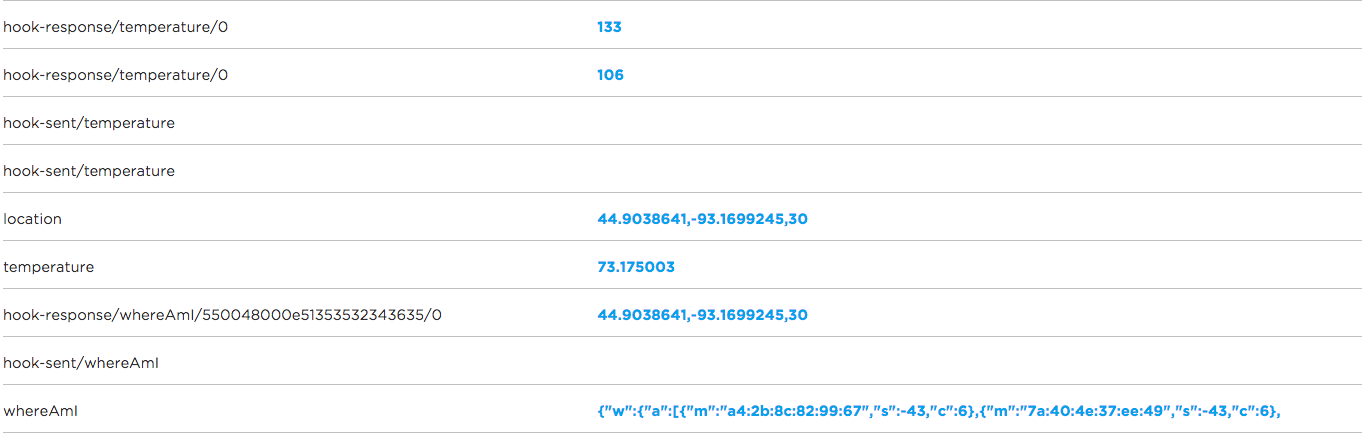 hook-response/temperature/0 133
hook-response/temperature/0 106
hook-sent/temperature
hook-sent/temperature
location 44.9038641,-93.1699245,30
temperature 73.175003
hook-response/whereAmI/550048000e51353532343635/0 44.9038641,-93.1699245,30
hook-sent/whereAmI
whereAmI {"w":{"a":[{"m":"a4:2b:8c:82:99:67","s":-43,"c":6},{"m":"7a:40:4e:37:ee:49","s":-43,"c":6},